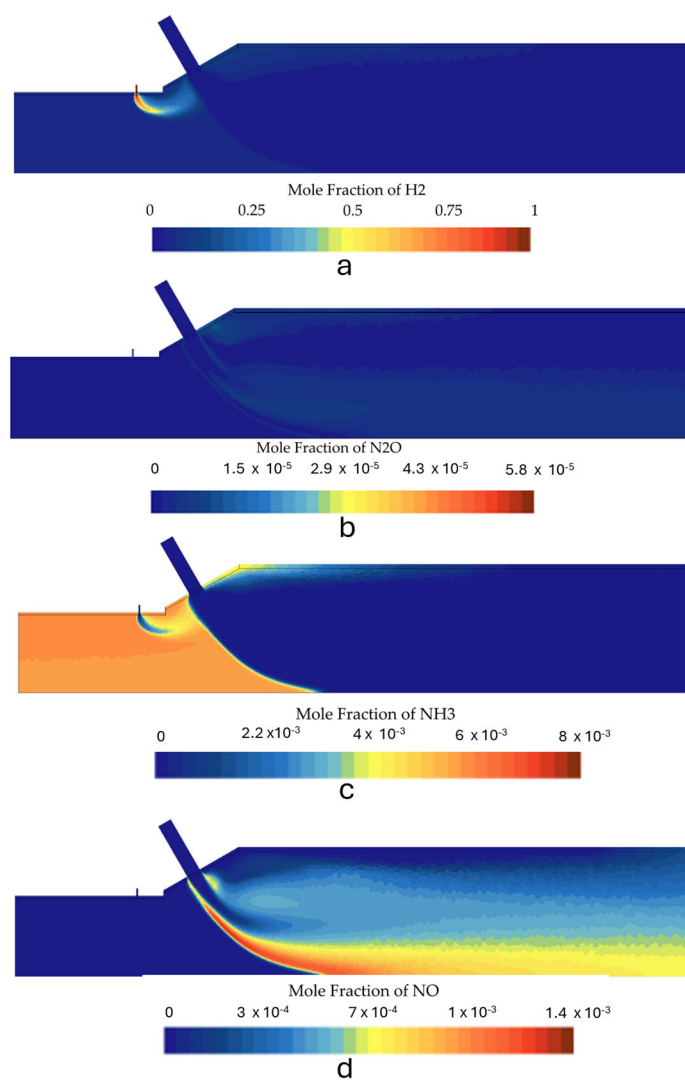 Mole Fraction of H2
0 0.25 0.5 0.75 1
a
Mole Fraction of N2O
0 1.5 x 10⁻⁵ 2.9 x 10⁻⁵ 4.3 x 10⁻⁵ 5.8 x 10⁻⁵
b
Mole Fraction of NH3
0 2.2 x10⁻³ 4 x 10⁻³ 6 x 10⁻³ 8 x 10⁻³
c
Mole Fraction of NO
0 3 x 10⁻⁴ 7 x 10⁻⁴ 1 x 10⁻³ 1.4 x 10⁻³
d